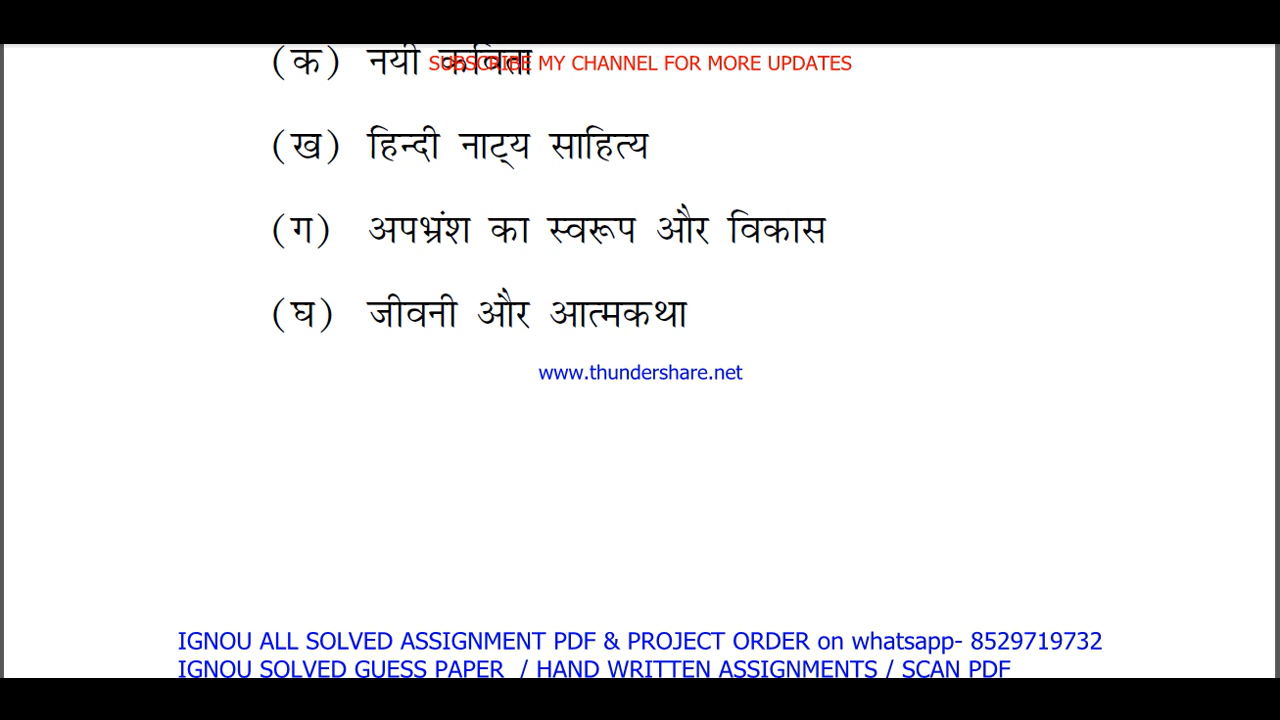 (क) नयी कविता
SUBSCRIBE MY CHANNEL FOR MORE UPDATES
(ख) हिन्दी नाट्य साहित्य
(ग) अपभ्रंश का स्वरूप और विकास
(घ) जीवनी और आत्मकथा
www.thundershare.net
IGNOU ALL SOLVED ASSIGNMENT PDF & PROJECT ORDER on whatsapp- 8529719732
IGNOU SOLVED GUESS PAPER / HAND WRITTEN ASSIGNMENTS / SCAN PDF